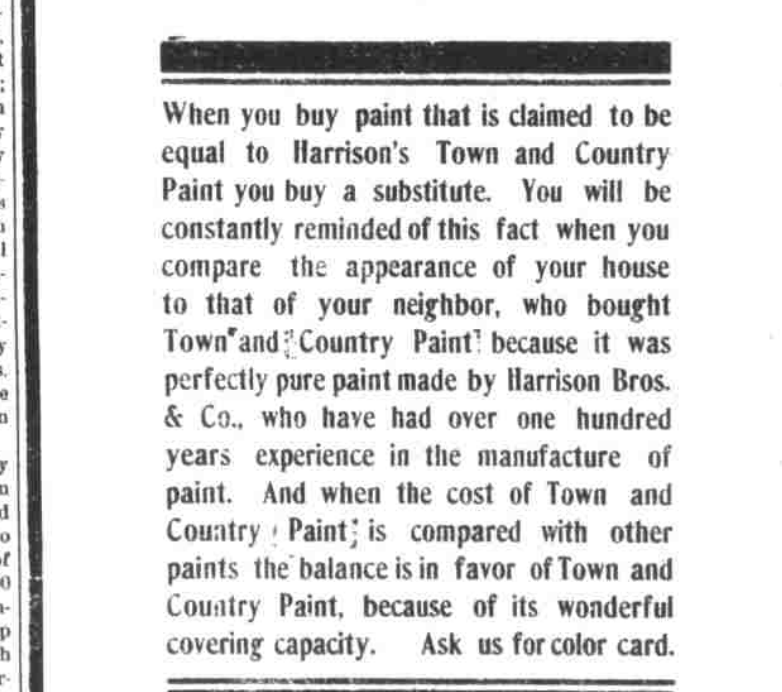 When you buy paint that is claimed to be
equal to Harrison's Town and Country
Paint you buy a substitute. You will be
constantly reminded of this fact when you
compare the appearance of your house
to that of your neighbor, who bought
Town and Country Paint because it was
perfectly pure paint made by Harrison Bros.
& Co., who have had over one hundred
years experience in the manufacture of
paint. And when the cost of Town and
Country Paint is compared with other
paints the balance is in favor of Town and
Country Paint, because of its wonderful
covering capacity. Ask us for color card.